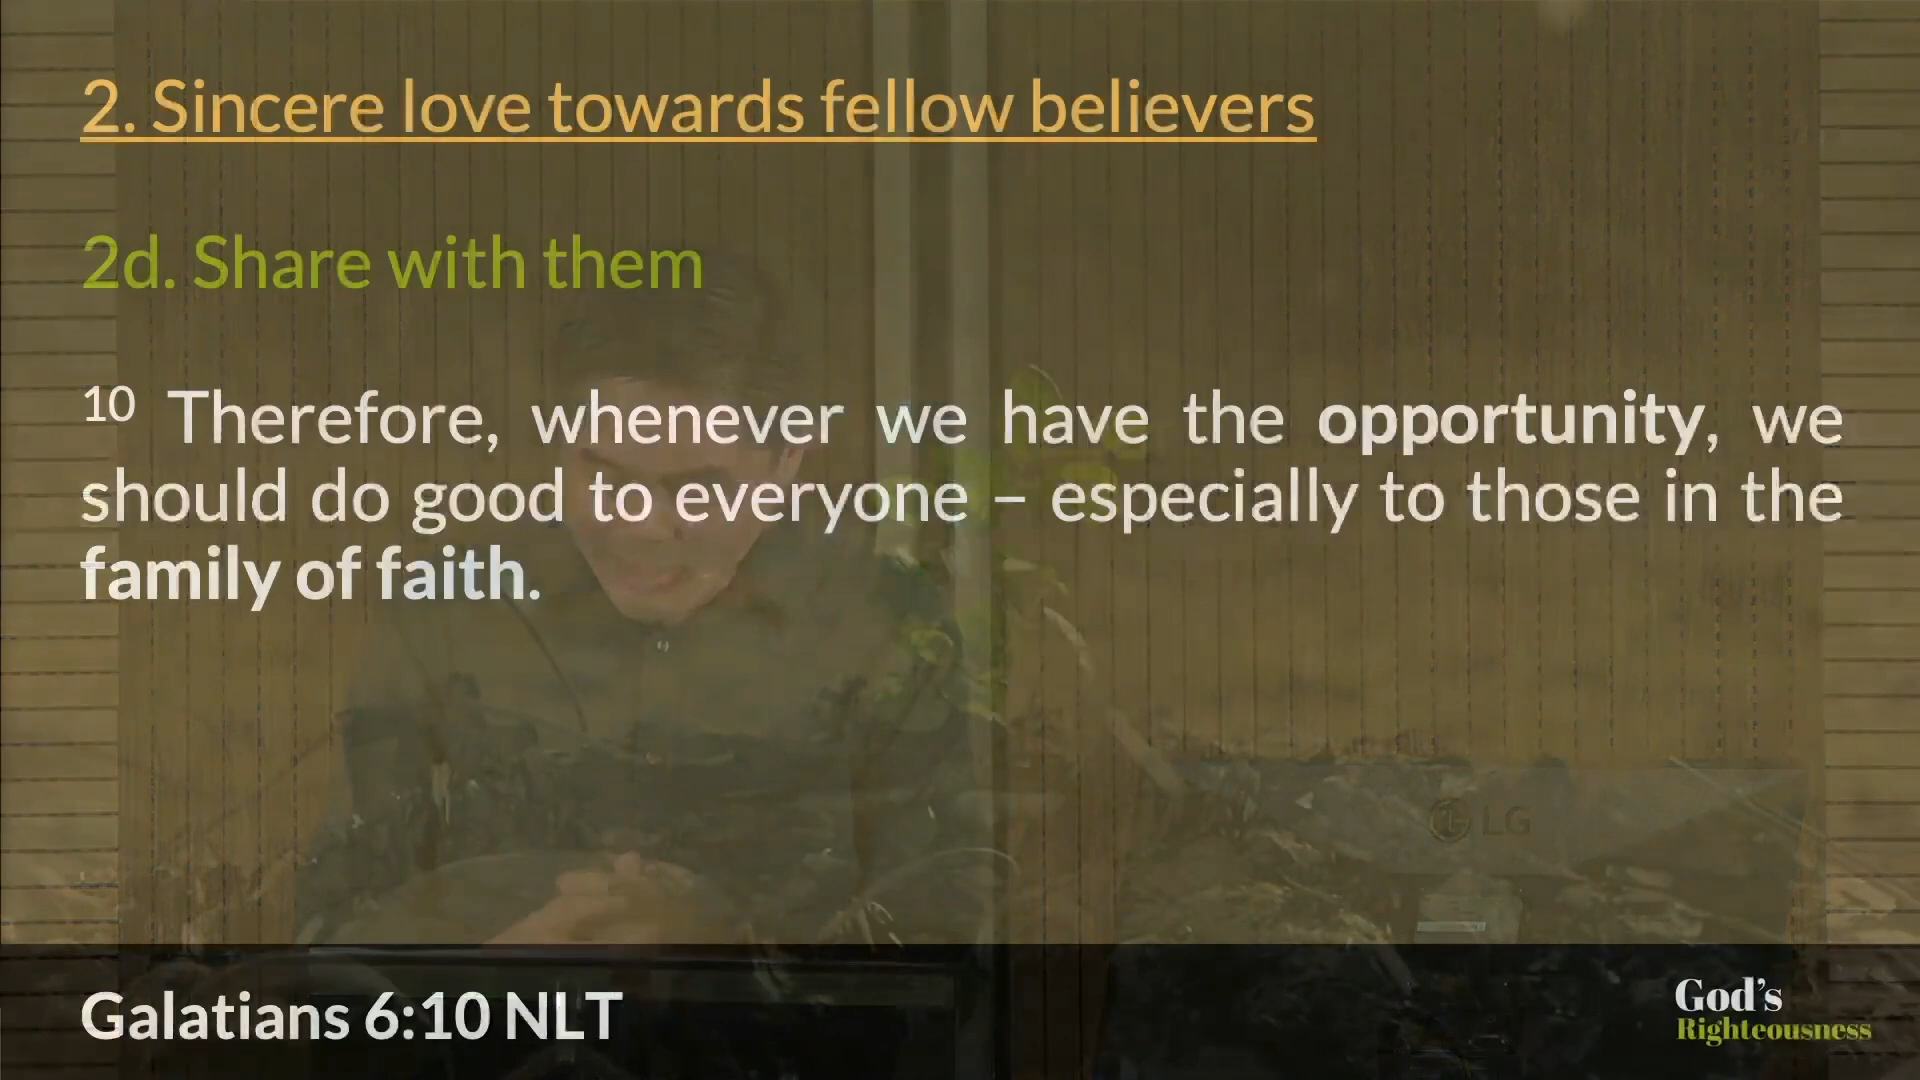 2. Sincere love towards fellow believers
2d. Share with them
10 Therefore, whenever we have the opportunity, we
should do good to everyone – especially to those in the
family of faith.
LG
Galatians 6:10 NLT
God's
Righteousness